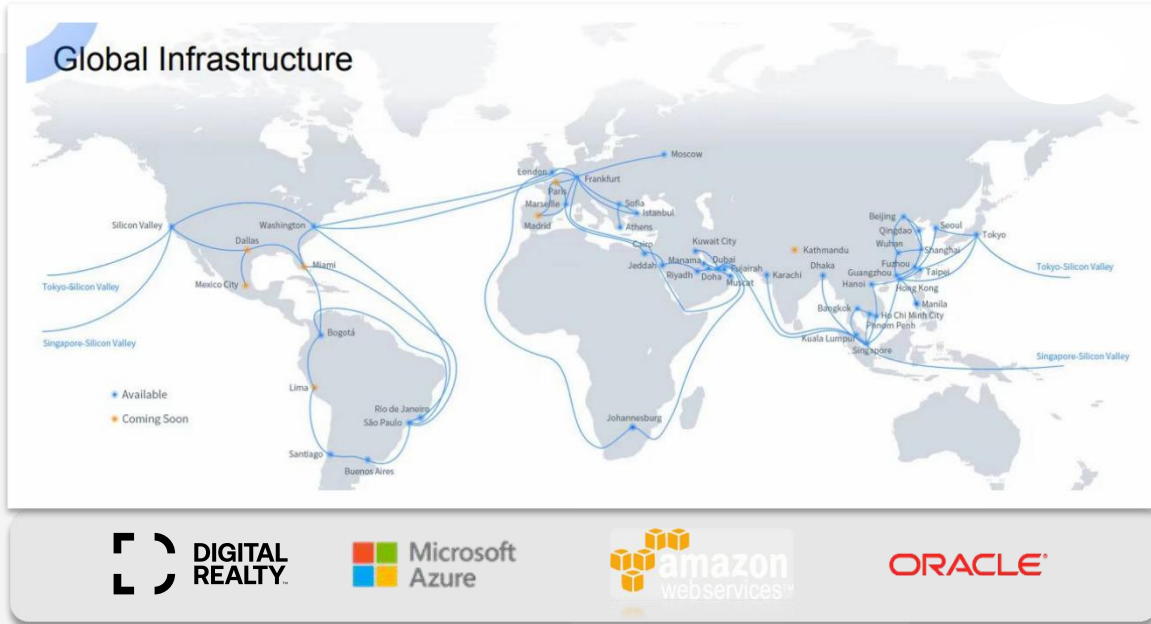 Global Infrastructure
Moscow
London
Frankfurt
Paris
Marseille
Sofia
Istanbul
Madrid
Athens
Silicon Valley
Washington
Dallas
Miami
Mexico City
Tokyo-Silicon Valley
Singapore-Silicon Valley
Bogotá
Lima
Rio de Janeiro
São Paulo
Santiago
Buenos Aires
Available
Coming Soon
Cairo
Kuwait City
Jeddah
Manama
Dubai
Riyadh
Doha
Fujairah
Muscat
Karachi
Kathmandu
Dhaka
Johannesburg
Beijing
Qingdao
Seoul
Tokyo
Wuhan
Shanghai
Fuzhou
Guangzhou
Taipei
Hanoi
Hong Kong
Manila
Bangkok
Ho Chi Minh City
Phnom Penh
Kuala Lumpur
Singapore
Tokyo-Silicon Valley
Singapore-Silicon Valley
DIGITAL
REALTY™
Microsoft
Azure
amazon
webservices™
ORACLE®